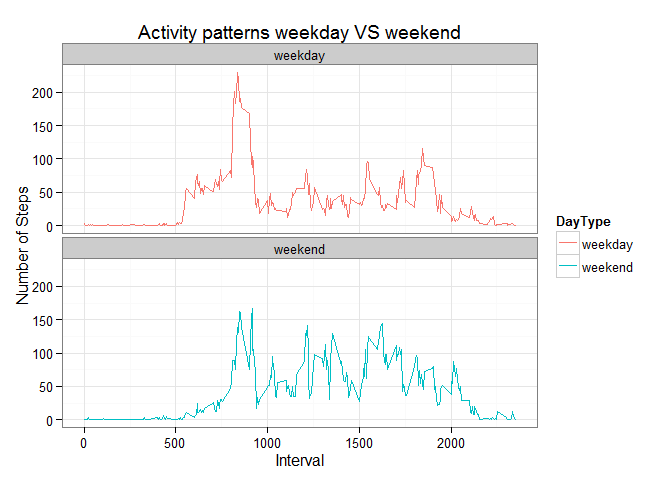 Activity patterns weekday VS weekend
weekday
200
150
100
50
0
Number of Steps
weekend
200
150
100
50
0
0 500 1000 1500 2000
Interval
DayType
weekday
weekend